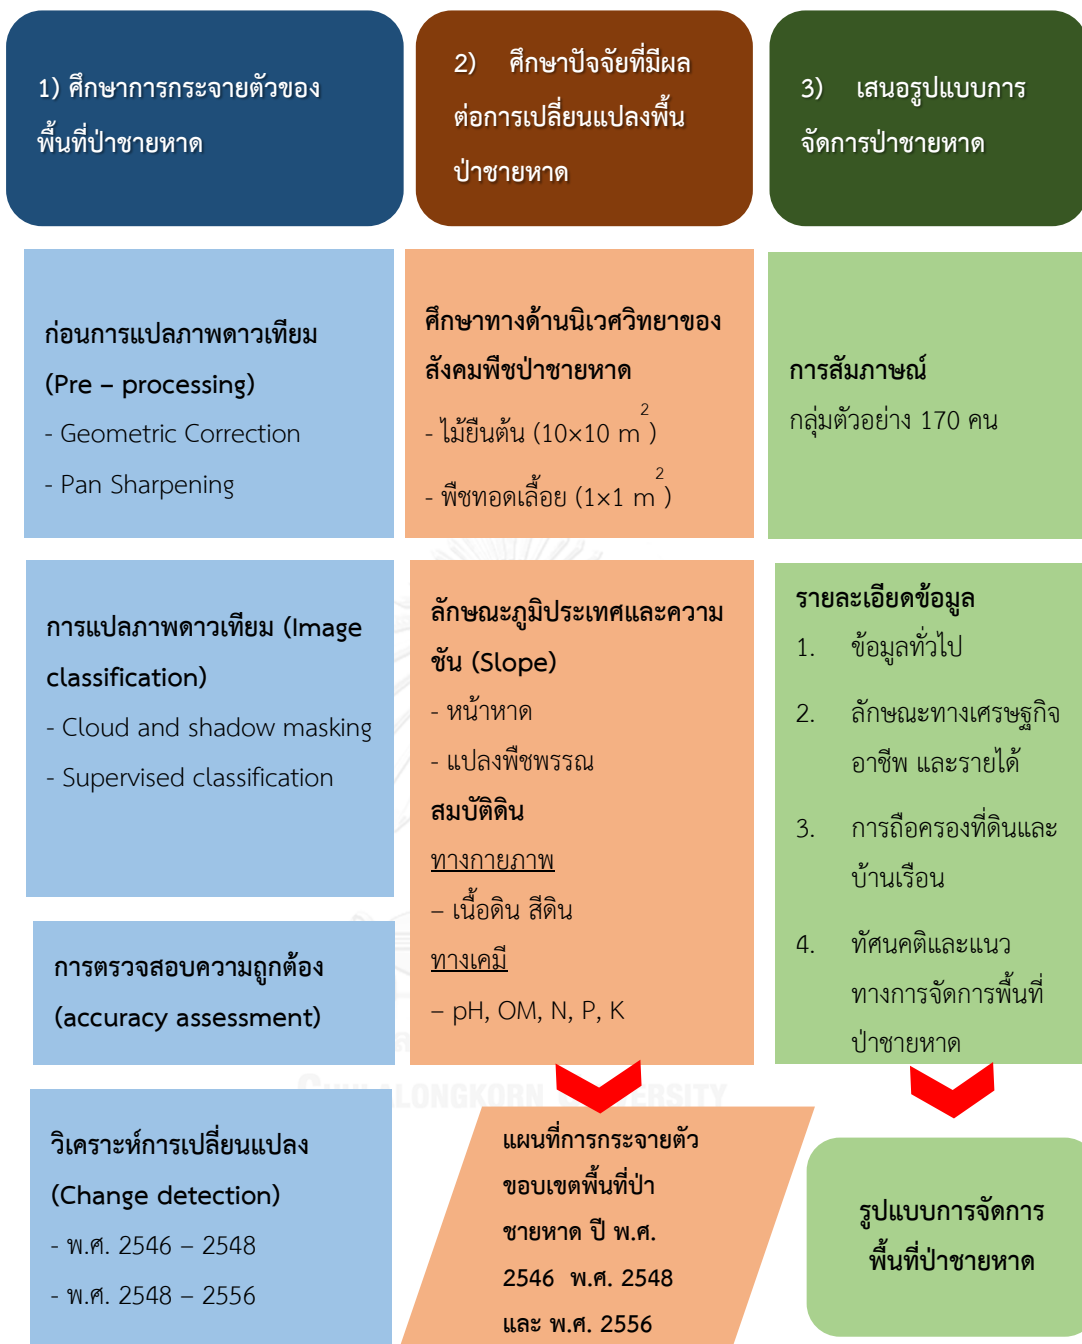 1) ศึกษาการกระจายตัวของ
พื้นที่ป่าชายหาด
2) ศึกษาปัจจัยที่มีผล
ต่อการเปลี่ยนแปลงพื้น
ป่าชายหาด
3) เสนอรูปแบบการ
จัดการป่าชายหาด
ก่อนการแปลภาพดาวเทียม
(Pre – processing)
- Geometric Correction
- Pan Sharpening
ศึกษาทางด้านนิเวศวิทยาของ
สังคมพืชป่าชายหาด
- ไม้ยืนต้น (10×10 m²)
- พืชทอดเลื้อย (1×1 m²)
การสัมภาษณ์
กลุ่มตัวอย่าง 170 คน
การแปลภาพดาวเทียม (Image
classification)
- Cloud and shadow masking
- Supervised classification
ลักษณะภูมิประเทศและความ
ชัน (Slope)
- หน้าหาด
- แปลงพืชพรรณ
สมบัติดิน
ทางกายภาพ
– เนื้อดิน สีดิน
ทางเคมี
– pH, OM, N, P, K
รายละเอียดข้อมูล
1. ข้อมูลทั่วไป
2. ลักษณะทางเศรษฐกิจ
อาชีพ และรายได้
3. การถือครองที่ดินและ
บ้านเรือน
4. ทัศนคติและแนว
ทางการจัดการพื้นที่
ป่าชายหาด
การตรวจสอบความถูกต้อง
(accuracy assessment)
วิเคราะห์การเปลี่ยนแปลง
(Change detection)
- พ.ศ. 2546 – 2548
- พ.ศ. 2548 – 2556
แผนที่การกระจายตัว
ขอบเขตพื้นที่ป่า
ชายหาด ปี พ.ศ.
2546 พ.ศ. 2548
และ พ.ศ. 2556
รูปแบบการจัดการ
พื้นที่ป่าชายหาด